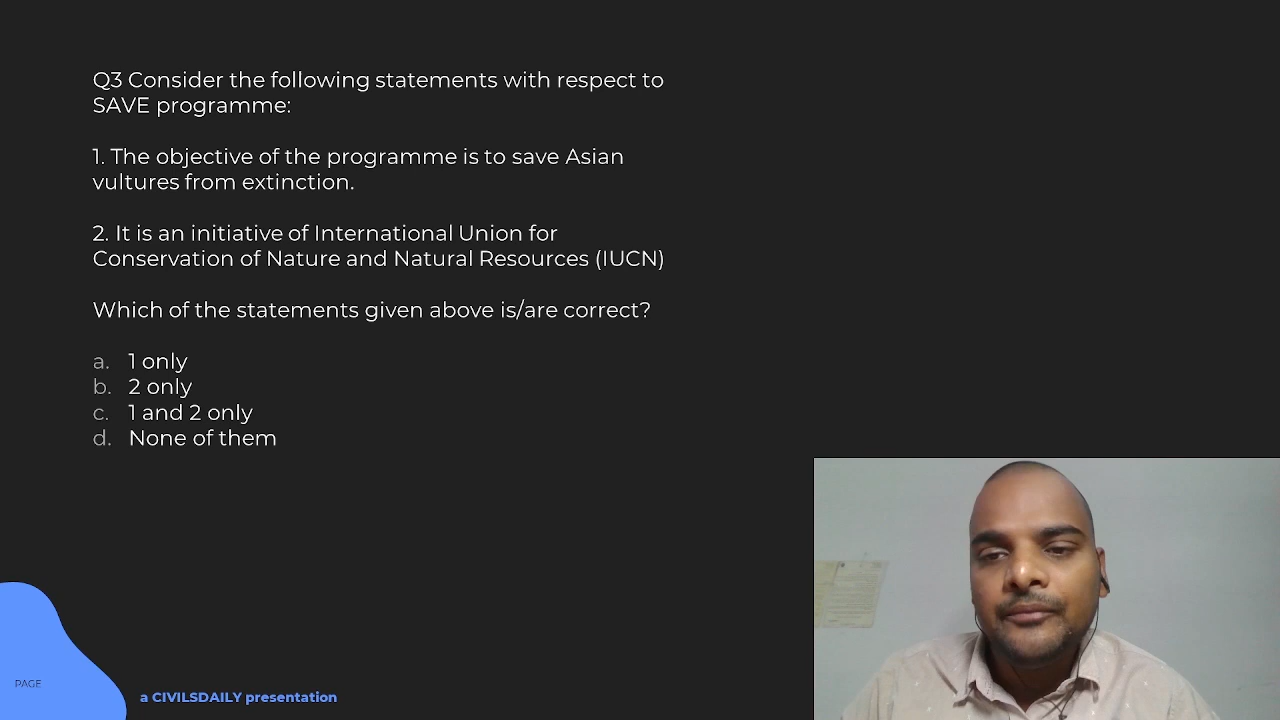 Q3 Consider the following statements with respect to
SAVE programme:
1. The objective of the programme is to save Asian
vultures from extinction.
2. It is an initiative of International Union for
Conservation of Nature and Natural Resources (IUCN)
Which of the statements given above is/are correct?
a. 1 only
b. 2 only
c. 1 and 2 only
d. None of them
PAGE
a CIVILSDAILY presentation